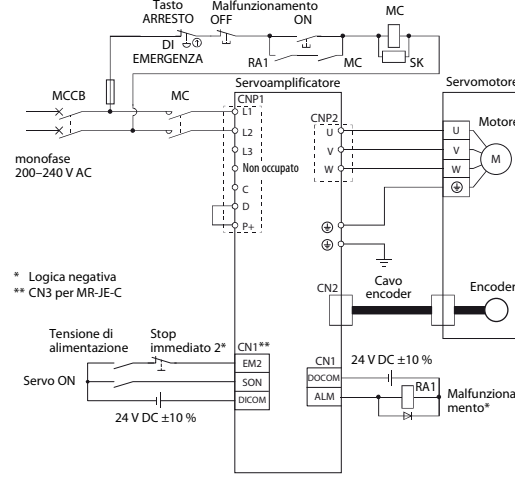 Tasto
ARRESTO
DI
EMERGENZA
Malfunzionamento
OFF
ON
MC
RA1
MC
SK
MCCB
MC
monofase
200–240 V AC
Servoamplificatore
Servomotore
CNP1
L1
L2
L3
Non occupato
C
D
P+
CNP2
U
V
W
U
V
W
Motore
M
* Logica negativa
** CN3 per MR-JE-C
CN2
Cavo
encoder
Encoder
Tensione di
alimentazione
Stop
immediato 2*
CN1**
EM2
SON
DICOM
Servo ON
24 V DC ±10 %
CN1
DOCOM
ALM
24 V DC ±10 %
RA1
Malfunziona
mento*